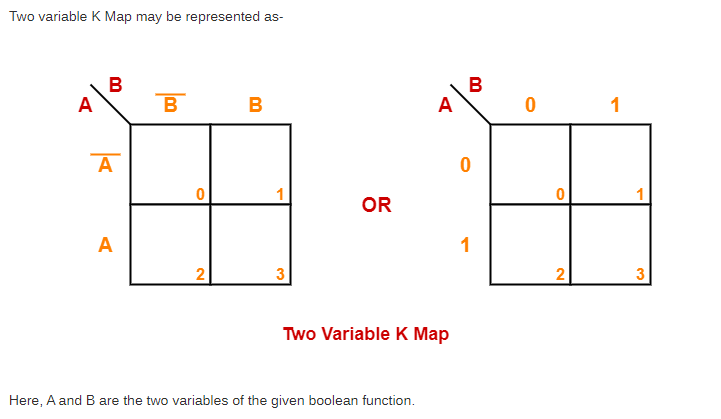 Two variable K Map may be represented as-
B B
A B̅ B A 0 1
A̅ 0
0 1 0 1
OR
A 1
2 3 2 3
Two Variable K Map
Here, A and B are the two variables of the given boolean function.